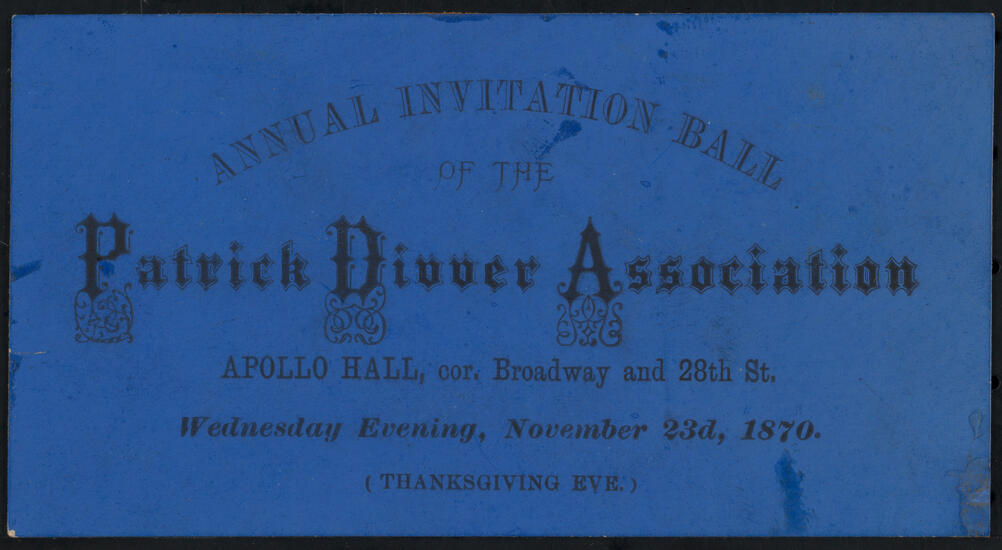 ANNUAL INVITATION BALL
OF THE
Patrick Divver Association
APOLLO HALL, cor. Broadway and 28th St.
Wednesday Evening, November 23d, 1870.
(THANKSGIVING EVE.)